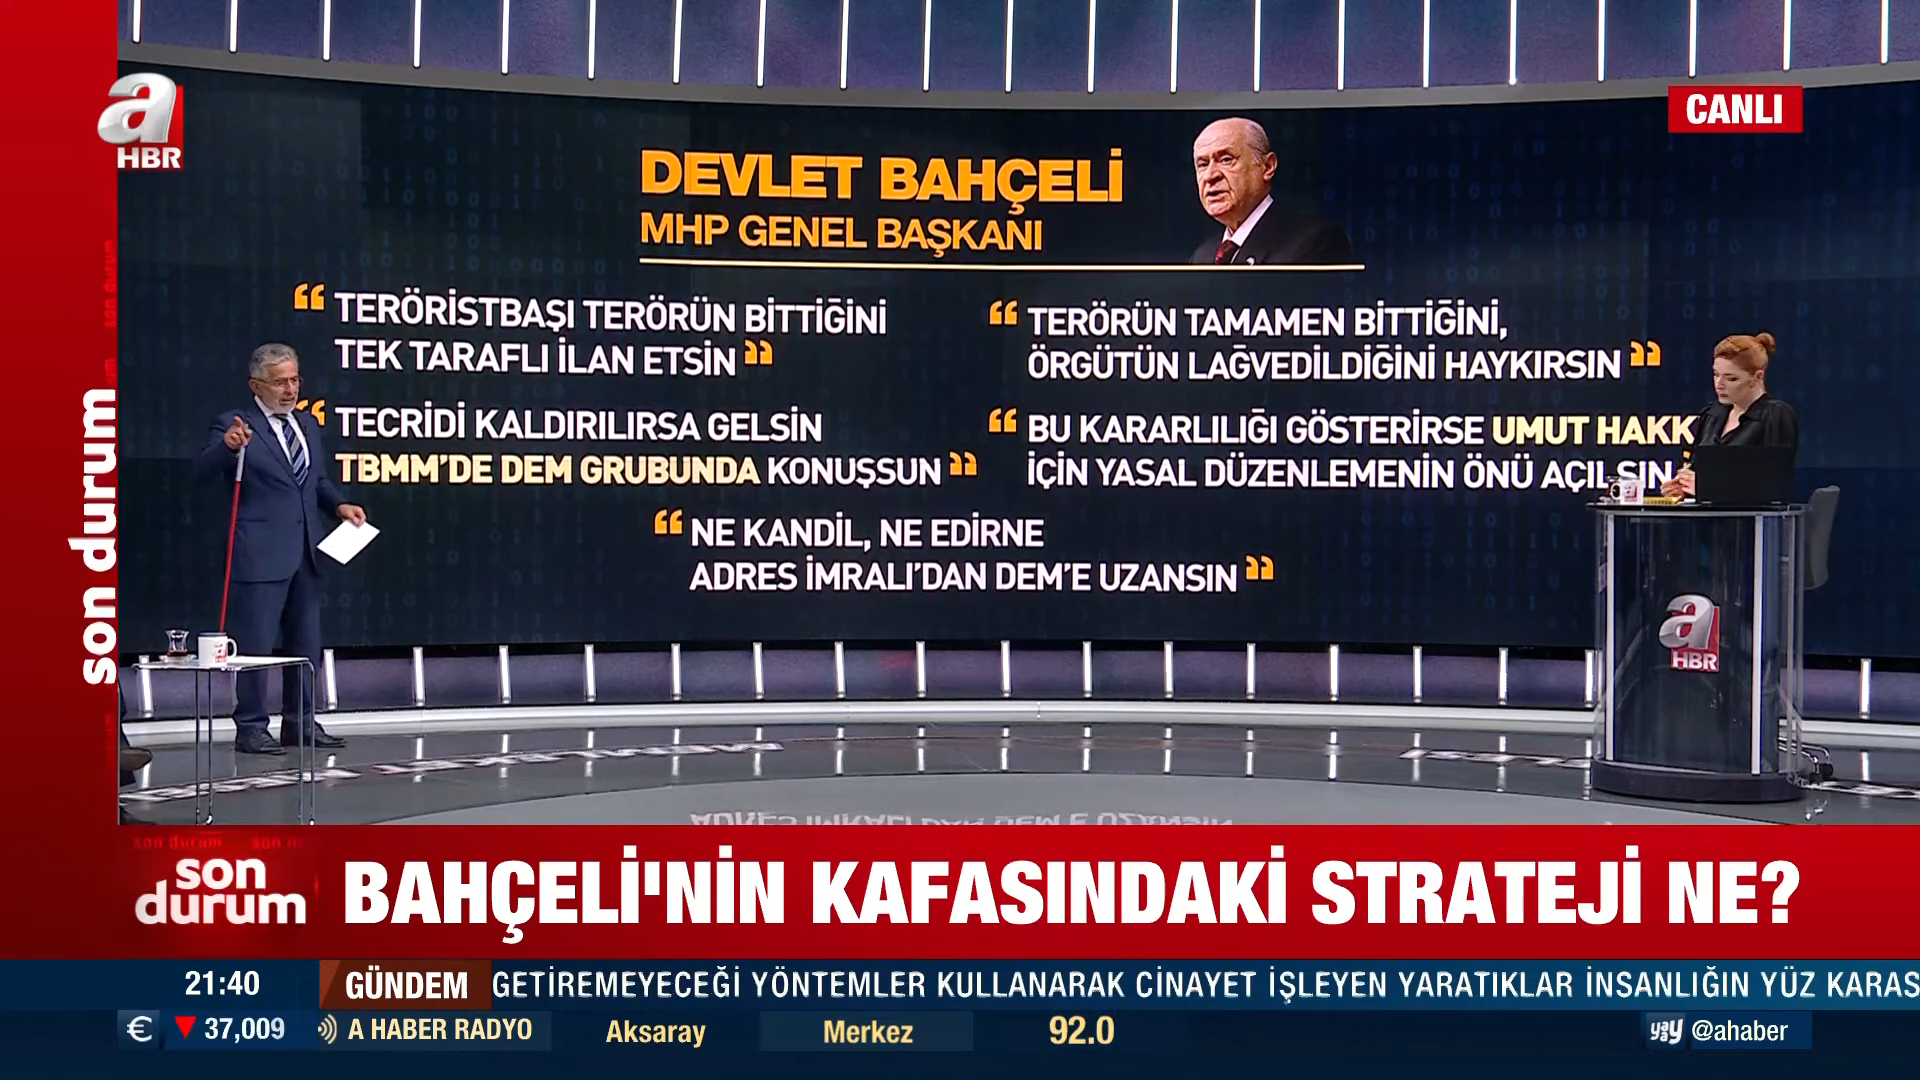 a
HBR
CANLI
DEVLET BAHÇELİ
MHP GENEL BAŞKANI
“ TERÖRİSTBAŞI TERÖRÜN BİTTİĞİNİ
TEK TARAFLI İLAN ETSİN ”
“ TERÖRÜN TAMAMEN BİTTİĞİNİ,
ÖRGÜTÜN LAĞVEDİLDİĞİNİ HAYKIRSIN ”
“ TECRİDİ KALDIRILIRSA GELSİN
TBMM'DE DEM GRUBUNDA KONUŞSUN ”
“ BU KARARLILIĞI GÖSTERİRSE UMUT HAKK
İÇİN YASAL DÜZENLEMENİN ÖNÜ AÇILSIN
“ NE KANDİL, NE EDİRNE
ADRES İMRALI'DAN DEM'E UZANSIN ”
son durum
a
HBR
son durum
BAHÇELİ'NİN KAFASINDAKİ STRATEJİ NE?
21:40
GÜNDEM
GETİREMEYECEĞİ YÖNTEMLER KULLANARAK CİNAYET İŞLEYEN YARATIKLAR İNSANLIĞIN YÜZ KARAS
€ 37,009
A HABER RADYO
Aksaray
Merkez
92.0
yaay @ahaber